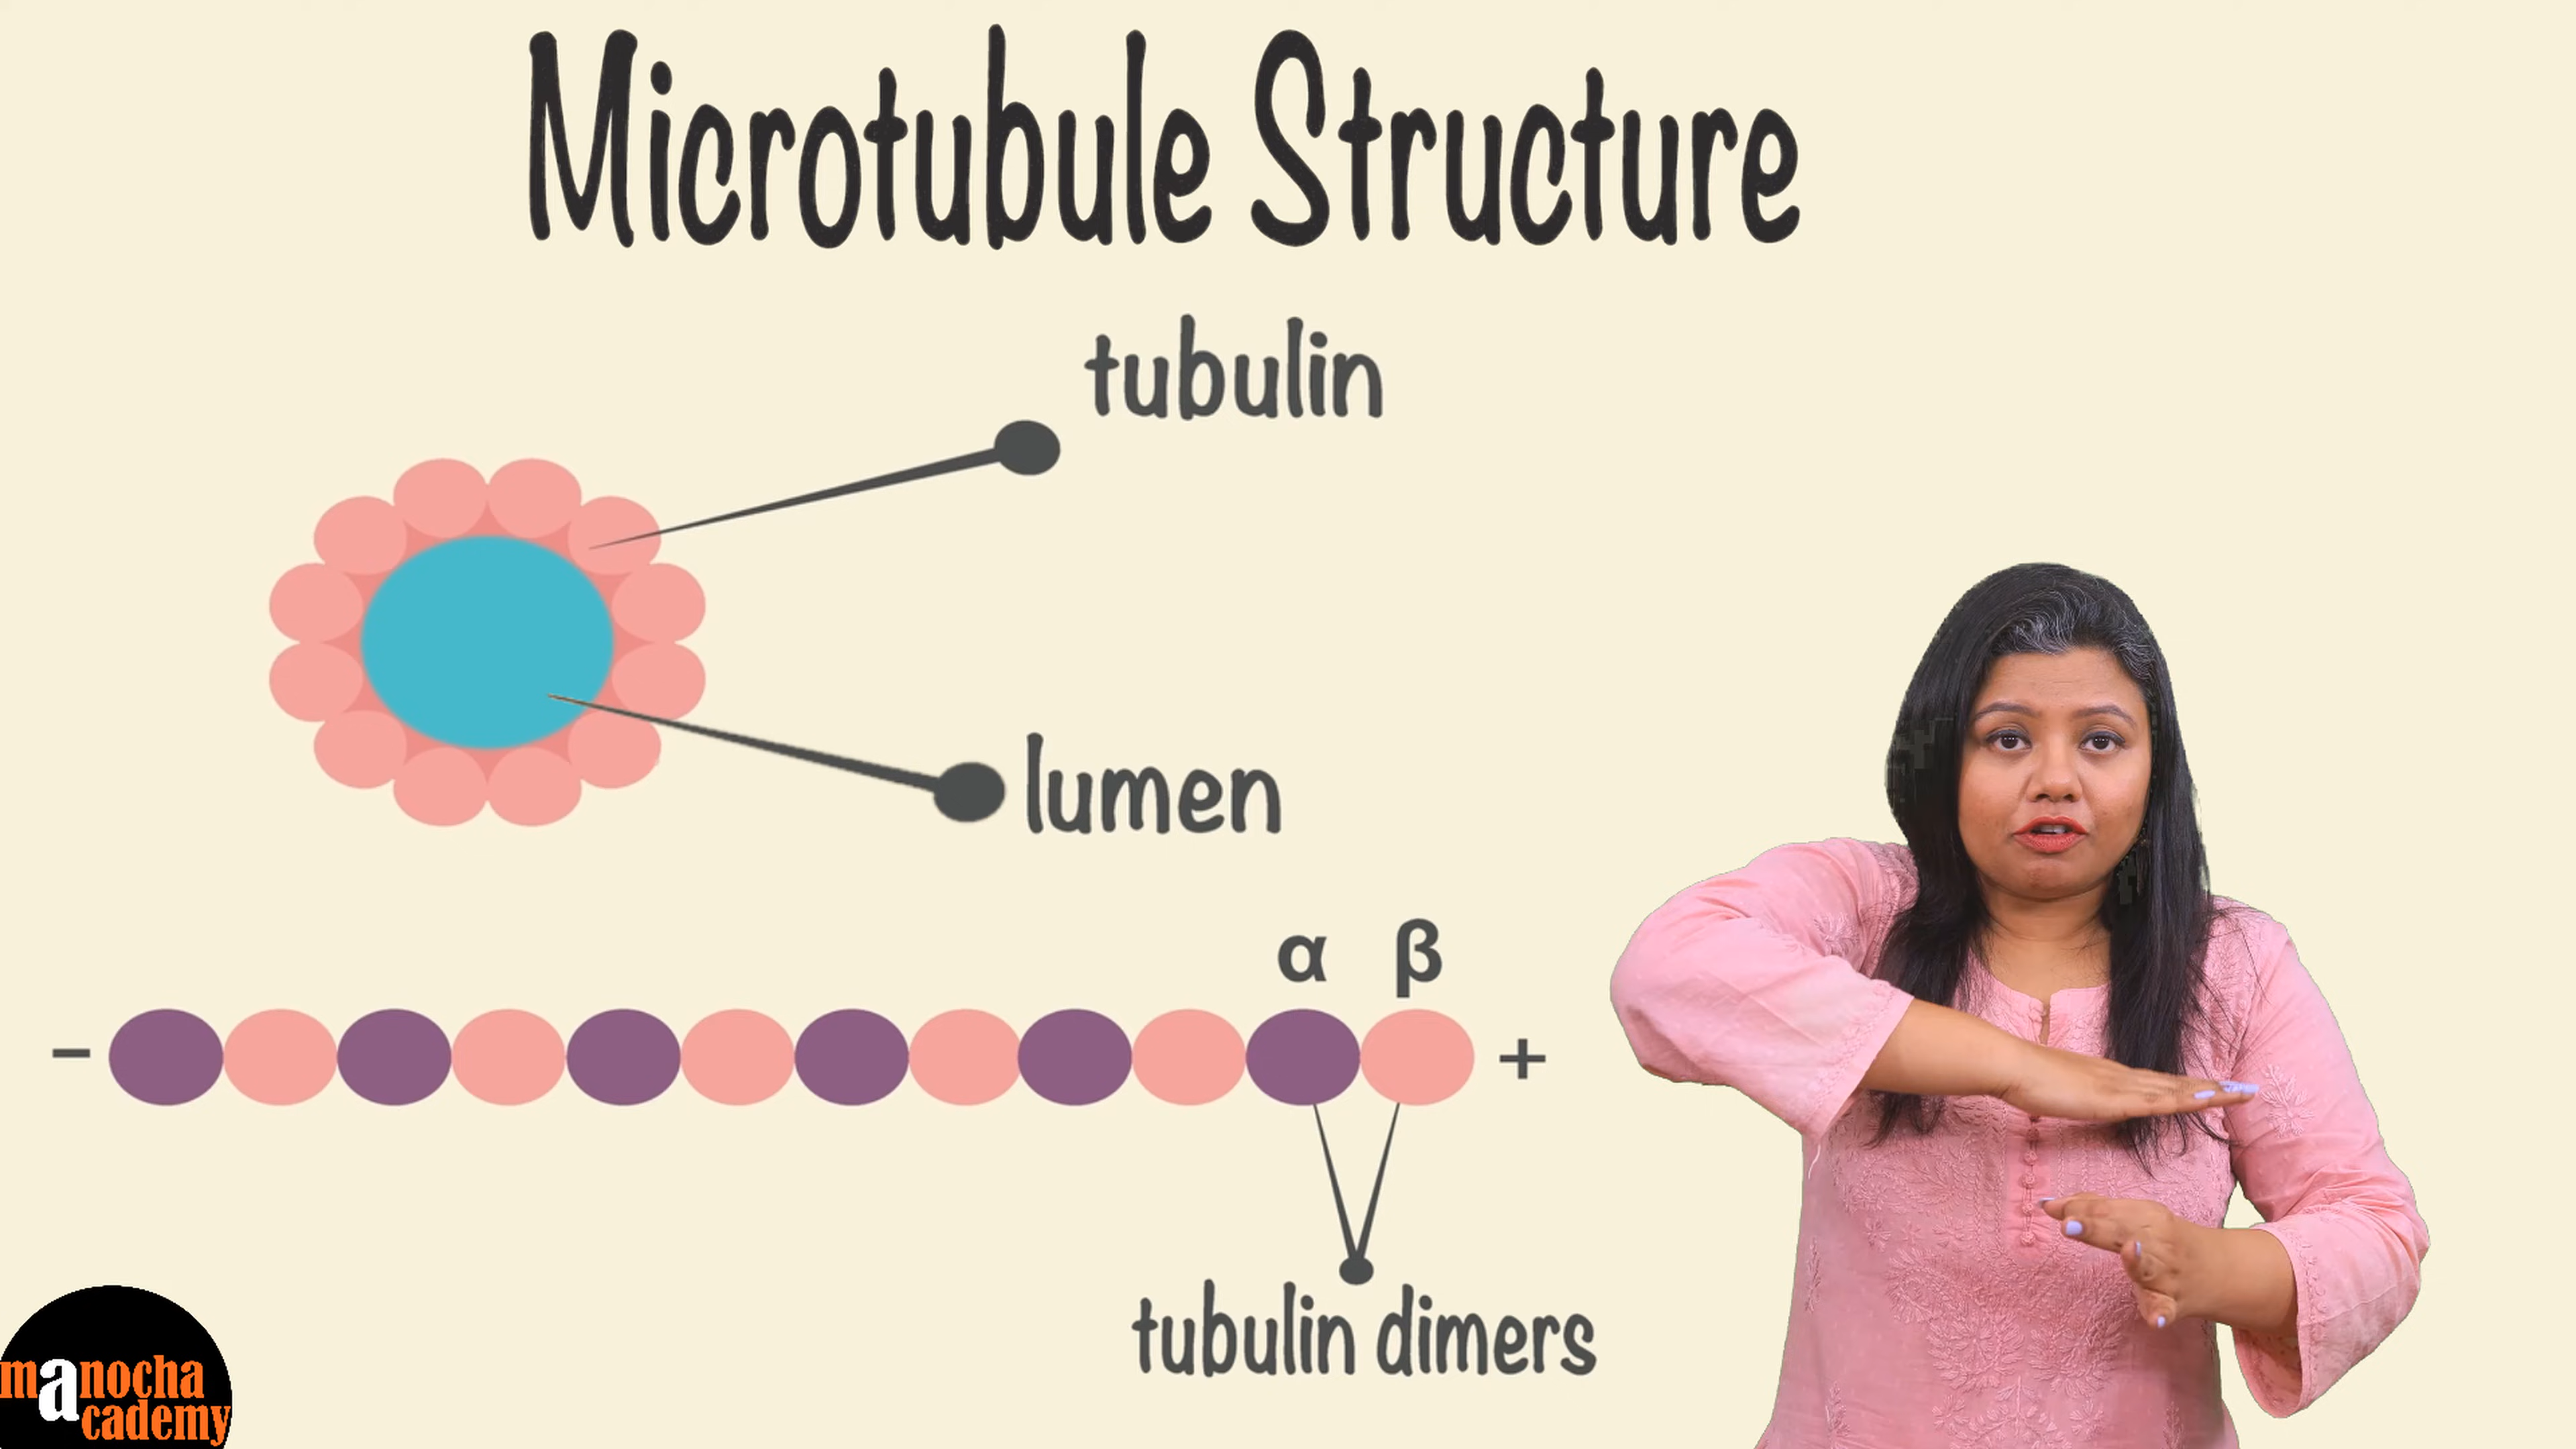 Microtubule Structure
tubulin
lumen
α β
− +
tubulin dimers
manocha
academy